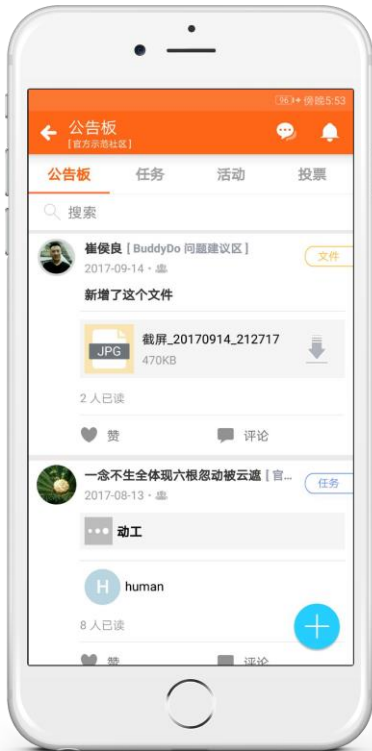 96 傍晚5:53
公告板
[官方示范社区]
公告板 任务 活动 投票
搜索
崔侯良 [ BuddyDo 问题建议区 ]
文件
2017-09-14
新增了这个文件
JPG
截屏_20170914_212717
470KB
2 人已读
赞 评论
一念不生全体现六根忽动被云遮 [ 官...
任务
2017-08-13
动工
H human
8 人已读
赞 评论